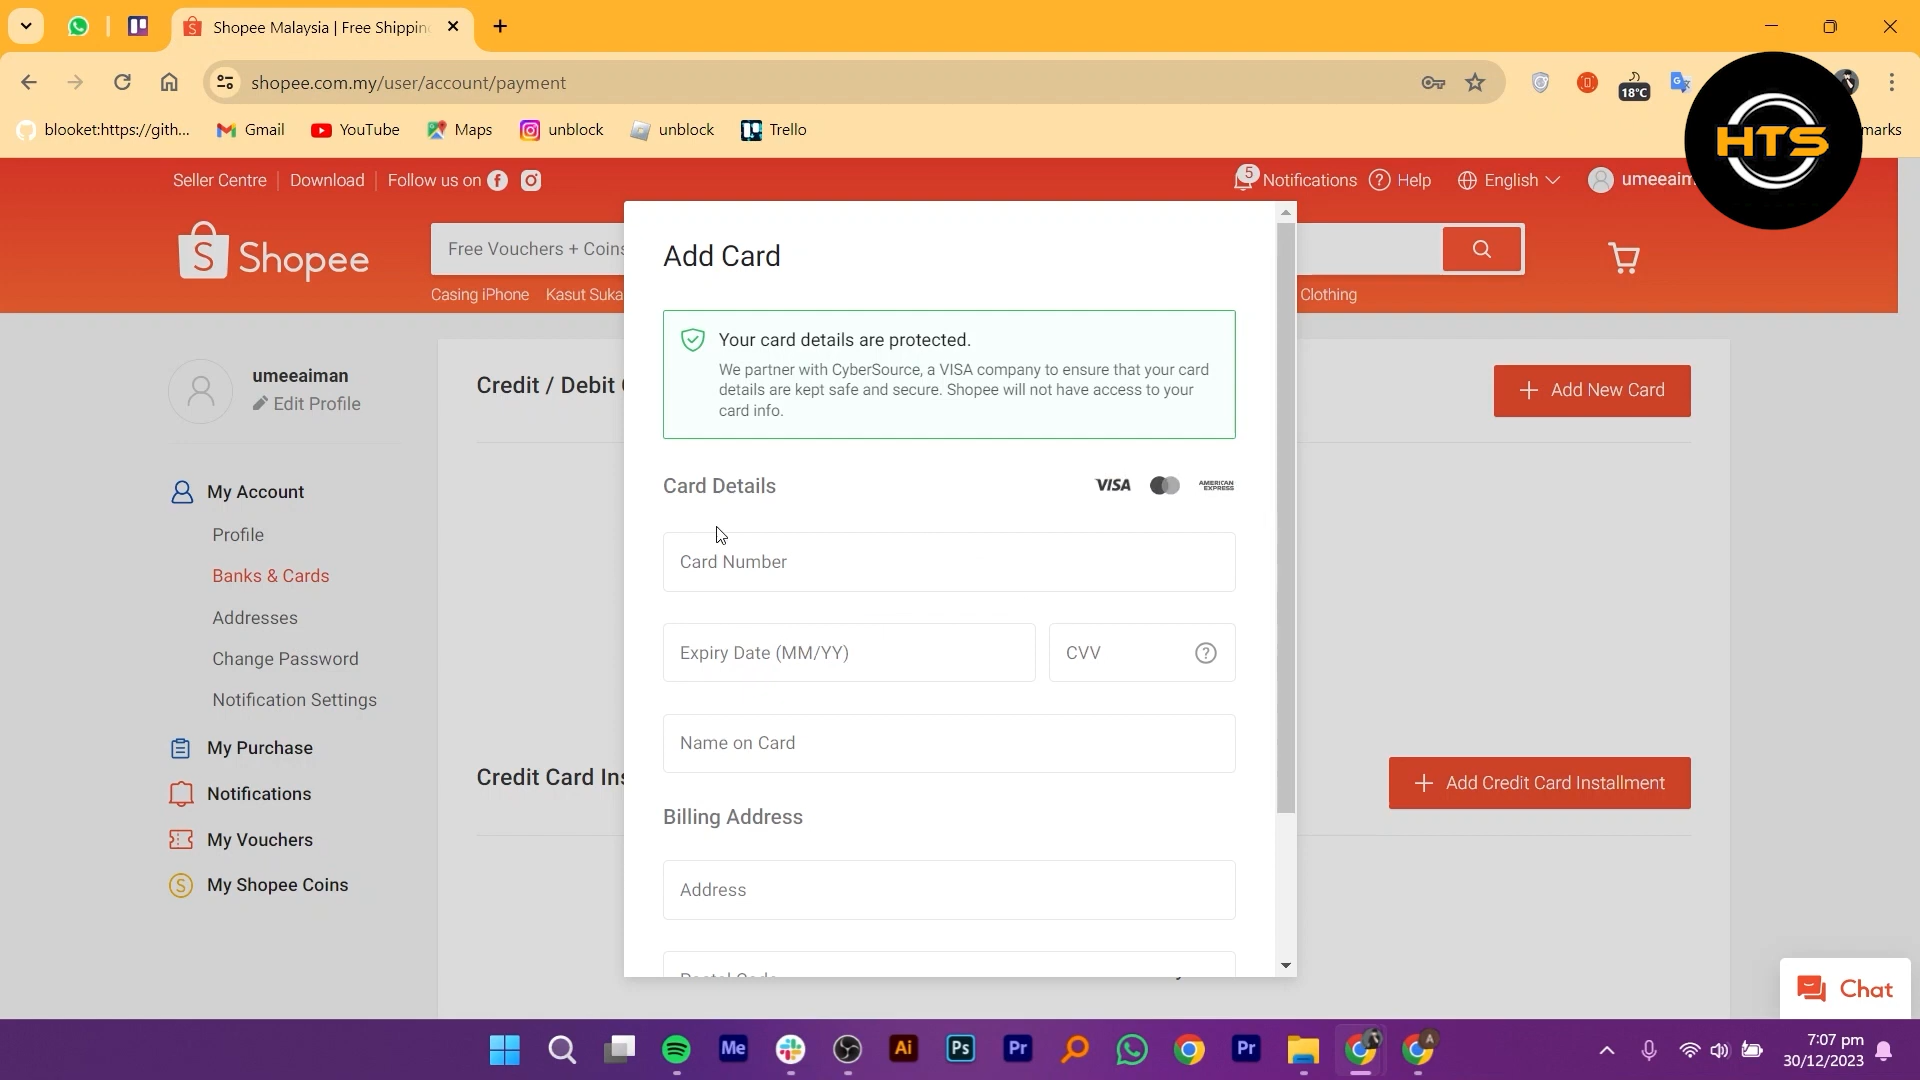 Shopee Malaysia | Free Shippin
shopee.com.my/user/account/payment
18°C
blooket:https://gith...
Gmail
YouTube
Maps
unblock
unblock
Trello
marks
HTS
Seller Centre
Download
Follow us on
5
Notifications
Help
English
umeeaim
Shopee
Free Vouchers + Coins
Casing iPhone
Kasut Suka
Clothing
umeeaiman
Edit Profile
My Account
Profile
Banks & Cards
Addresses
Change Password
Notification Settings
My Purchase
Notifications
My Vouchers
My Shopee Coins
Credit / Debit
Add New Card
Credit Card Ins
Add Credit Card Installment
Add Card
Your card details are protected.
We partner with CyberSource, a VISA company to ensure that your card
details are kept safe and secure. Shopee will not have access to your
card info.
Card Details
VISA
AMERICAN
EXPRESS
Card Number
Expiry Date (MM/YY)
CVV
Name on Card
Billing Address
Address
Chat
Me
Ai
Ps
Pr
Pr
A
7:07 pm
30/12/2023